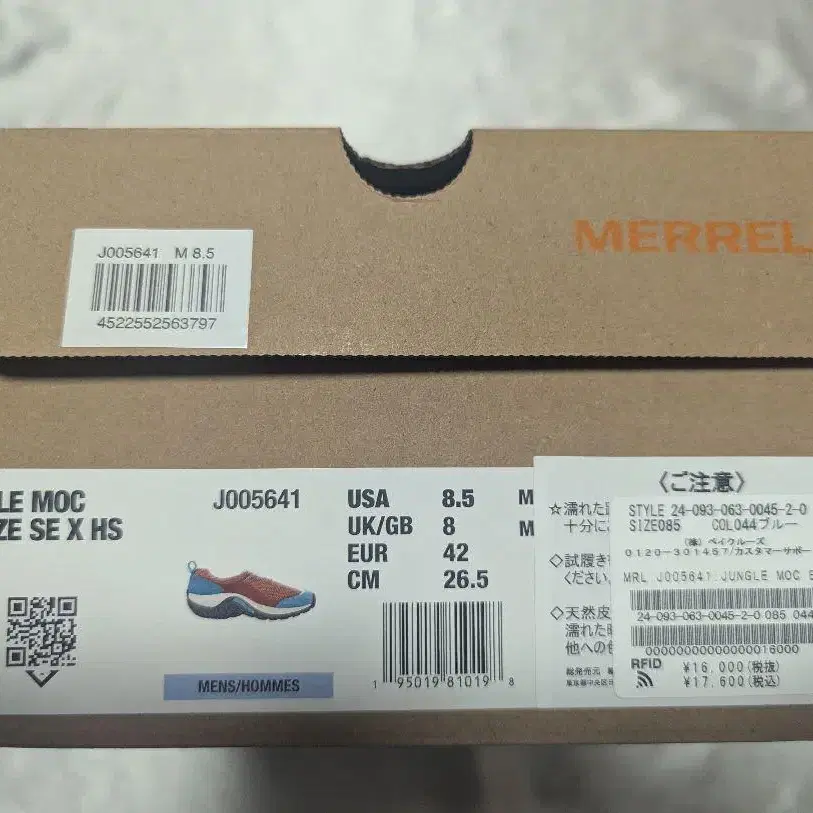 MERREL
J005641 M 8.5
4522552563797
LE MOC
ZE SE X HS
J005641
USA 8.5 M
UK/GB 8 M
EUR 42
CM 26.5
MENS/HOMMES
1 95019 81019 8
〈ご注意〉
☆濡れた
十分に
◇試履き
ください。
◇天然皮
濡れた
他への色
STYLE 24-093-063-0045-2-0
SIZE085 COL044ブルー
(株) ベイクルーズ
0120-301457/カスタマーサポー
MRL J005641:JUNGLE MOC
24-093-063-0045-2-0 085 044
00000000000000016000
RFID
¥16,000(税抜)
¥17,600(税込)